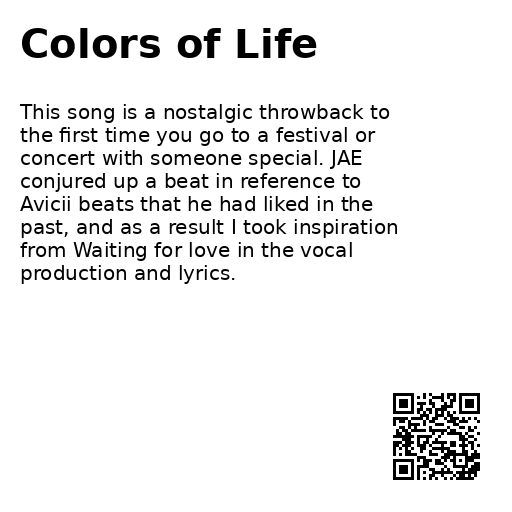 Colors of Life
This song is a nostalgic throwback to
the first time you go to a festival or
concert with someone special. JAE
conjured up a beat in reference to
Avicii beats that he had liked in the
past, and as a result I took inspiration
from Waiting for love in the vocal
production and lyrics.